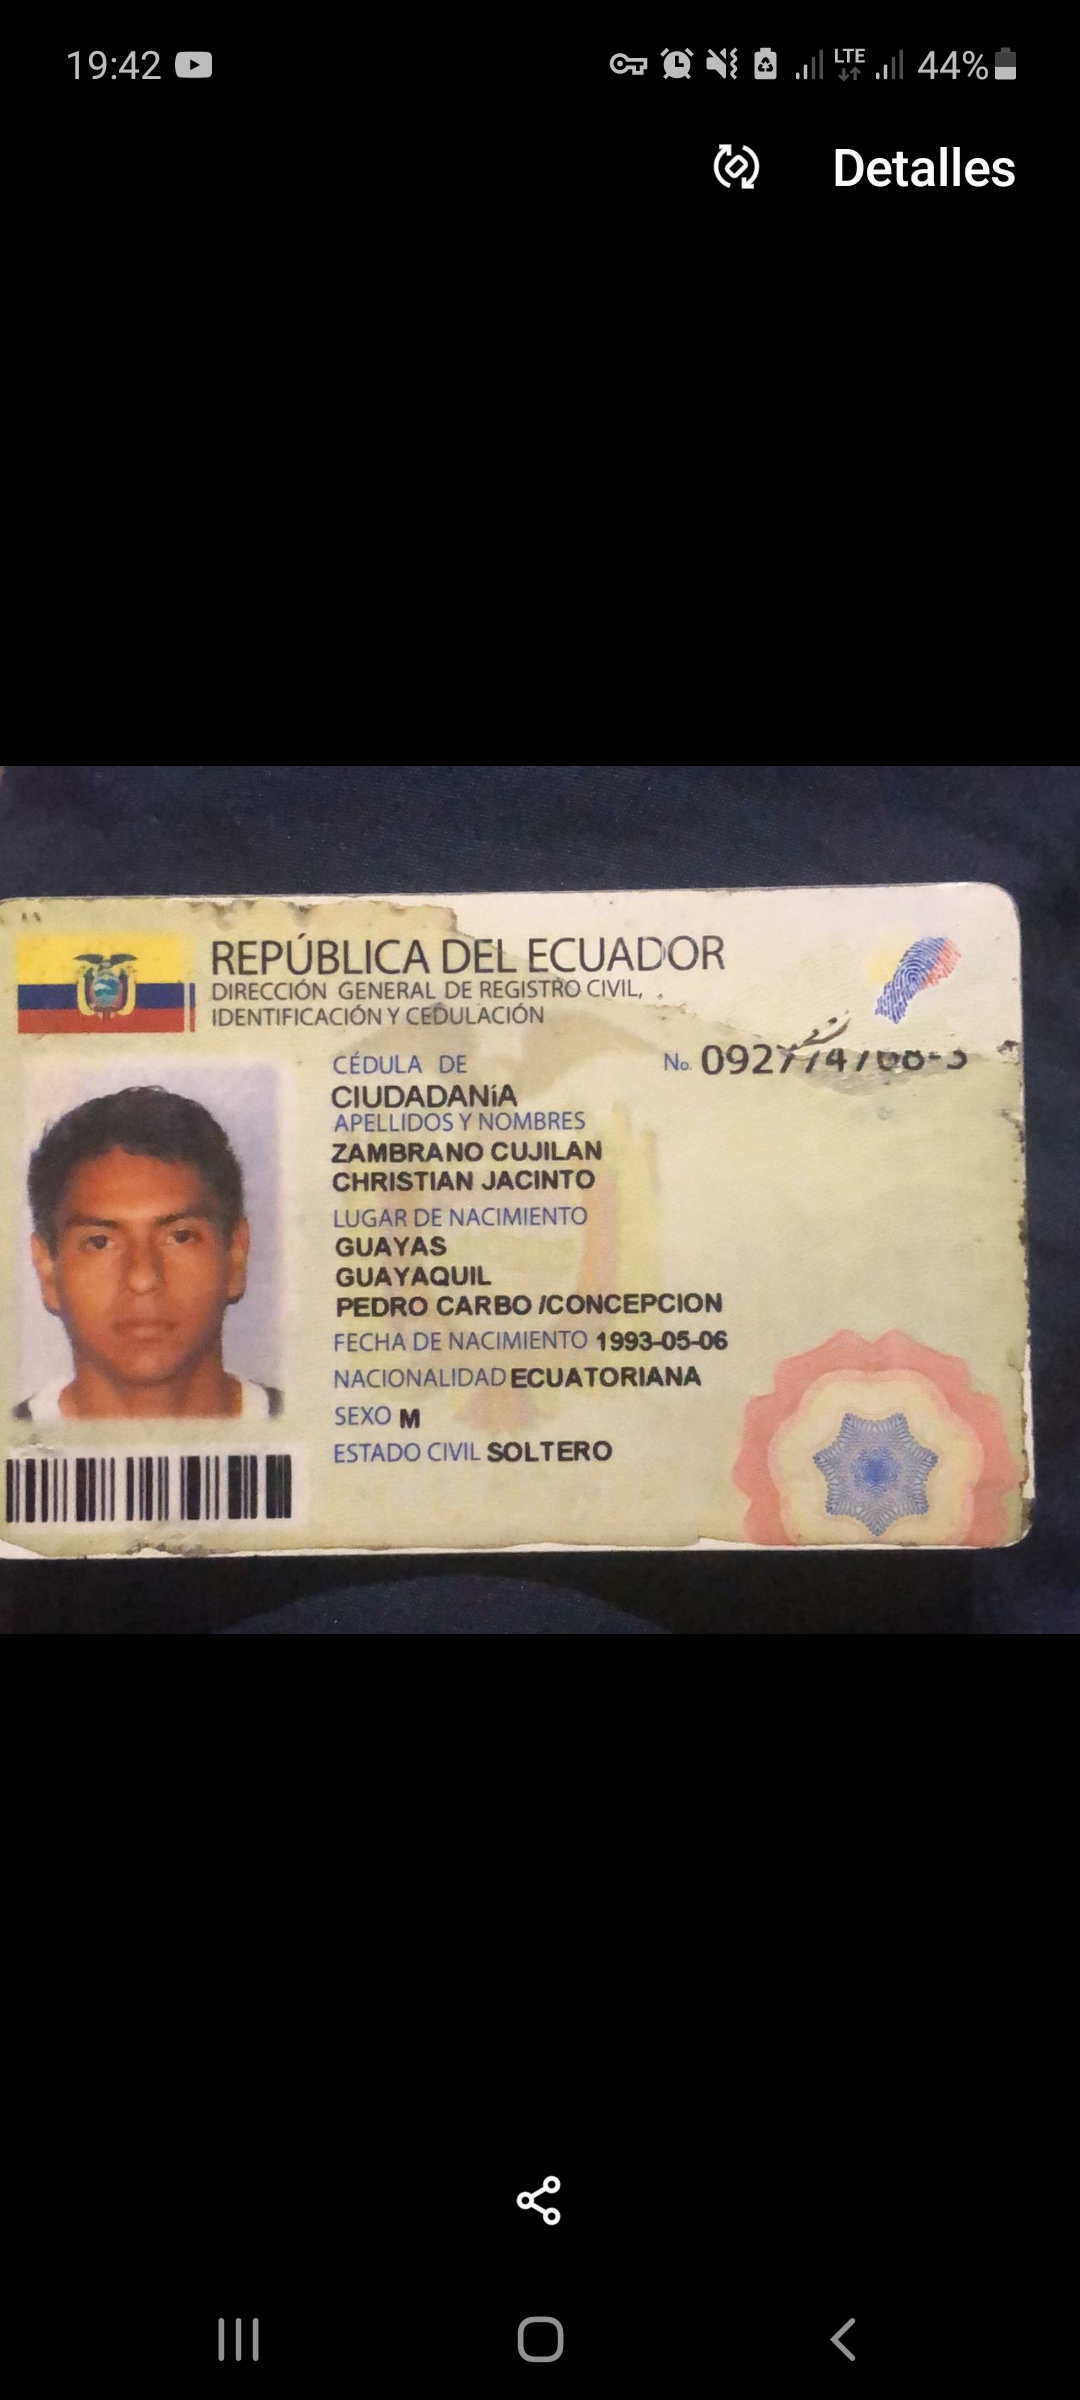 19:42
LTE
44%
Detalles
REPÚBLICA DEL ECUADOR
DIRECCIÓN GENERAL DE REGISTRO CIVIL,
IDENTIFICACIÓN Y CEDULACIÓN
CÉDULA DE
No.
CIUDADANíA
APELLIDOS Y NOMBRES
ZAMBRANO CUJILAN
CHRISTIAN JACINTO
LUGAR DE NACIMIENTO
GUAYAS
GUAYAQUIL
PEDRO CARBO /CONCEPCION
FECHA DE NACIMIENTO 1993-05-06
NACIONALIDAD ECUATORIANA
SEXO M
ESTADO CIVIL SOLTERO